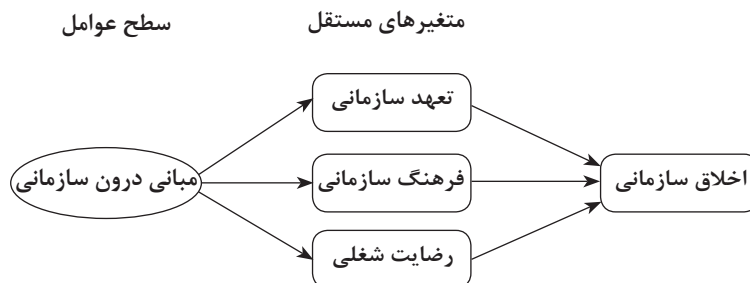 متغیرهای مستقل
سطح عوامل
تعهد سازمانی
اخلاق سازمانی
فرهنگ سازمانی
مبانی درون سازمانی
رضایت شغلی